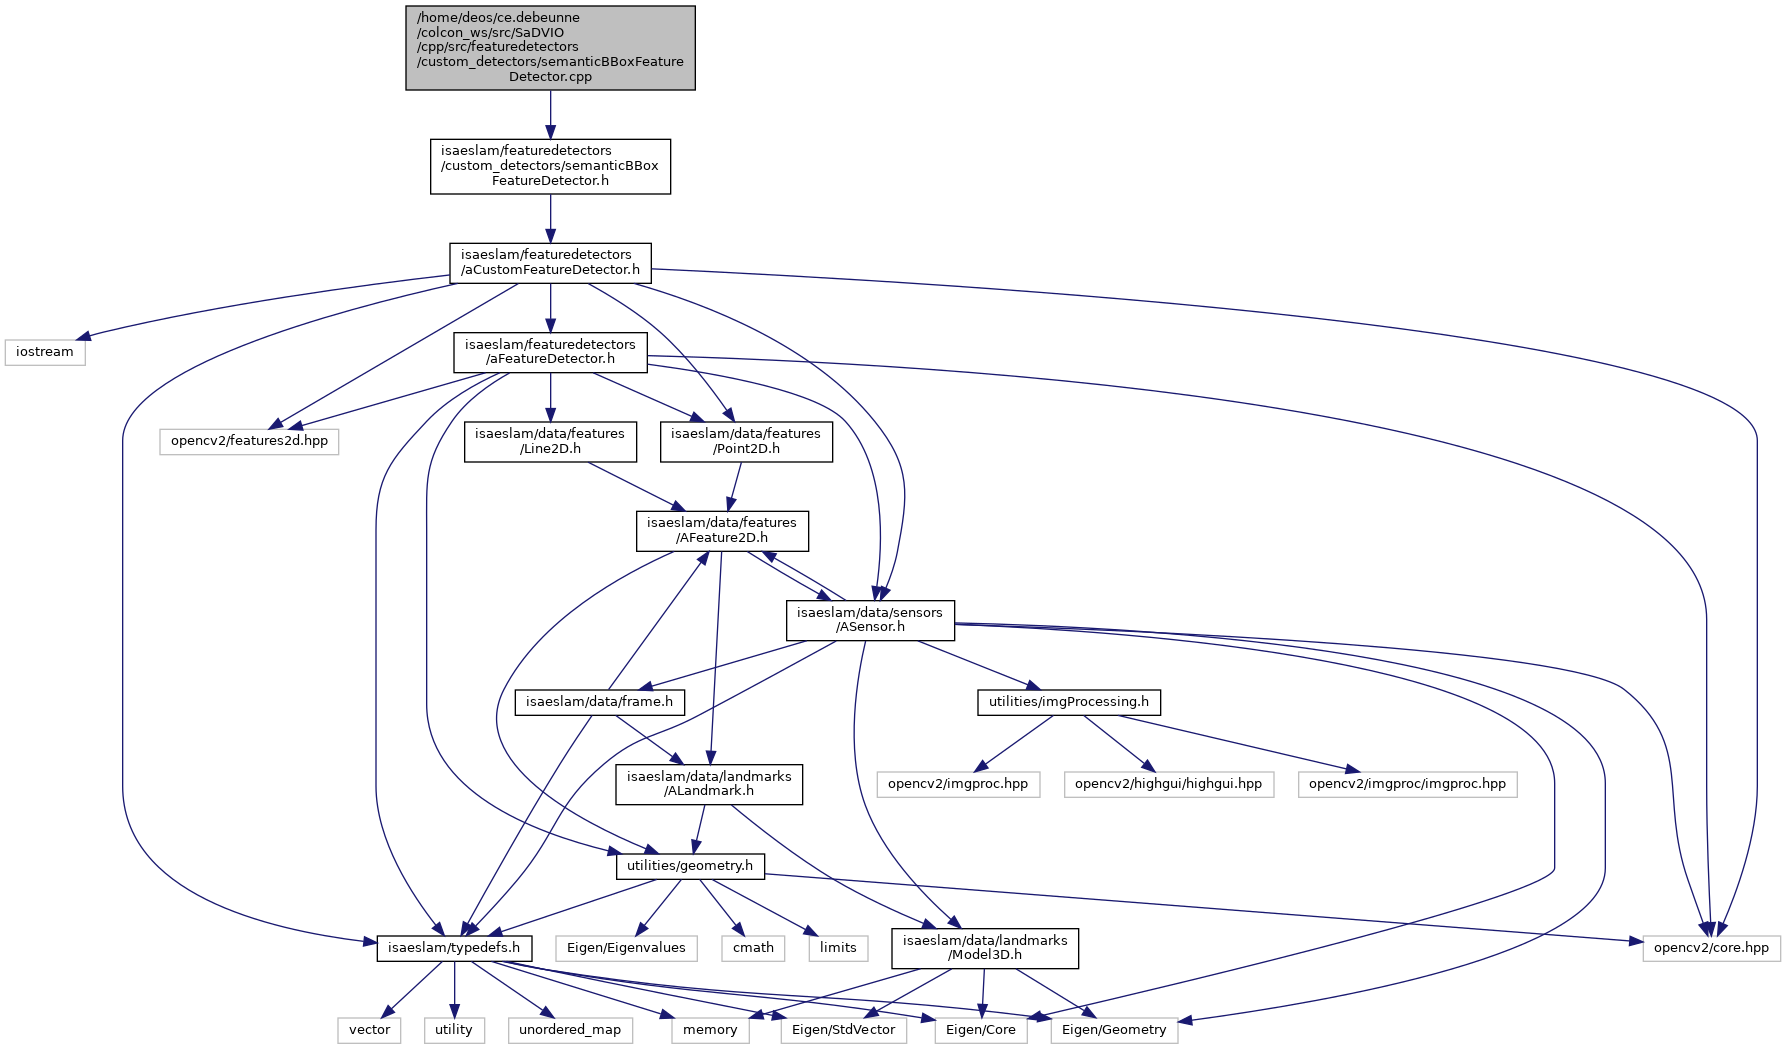 /home/deos/ce.debeunne
/colcon_ws/src/SaDVIO
/cpp/src/featuredetectors
/custom_detectors/semanticBBoxFeature
Detector.cpp
isaeslam/featuredetectors
/custom_detectors/semanticBBox
FeatureDetector.h
isaeslam/featuredetectors
/aCustomFeatureDetector.h
iostream
isaeslam/featuredetectors
/aFeatureDetector.h
opencv2/features2d.hpp
isaeslam/data/features
/Line2D.h
isaeslam/data/features
/Point2D.h
isaeslam/data/features
/AFeature2D.h
isaeslam/data/sensors
/ASensor.h
isaeslam/data/frame.h
utilities/imgProcessing.h
isaeslam/data/landmarks
/ALandmark.h
opencv2/imgproc.hpp
opencv2/highgui/highgui.hpp
opencv2/imgproc/imgproc.hpp
utilities/geometry.h
isaeslam/typedefs.h
Eigen/Eigenvalues
cmath
limits
isaeslam/data/landmarks
/Model3D.h
opencv2/core.hpp
vector
utility
unordered_map
memory
Eigen/StdVector
Eigen/Core
Eigen/Geometry